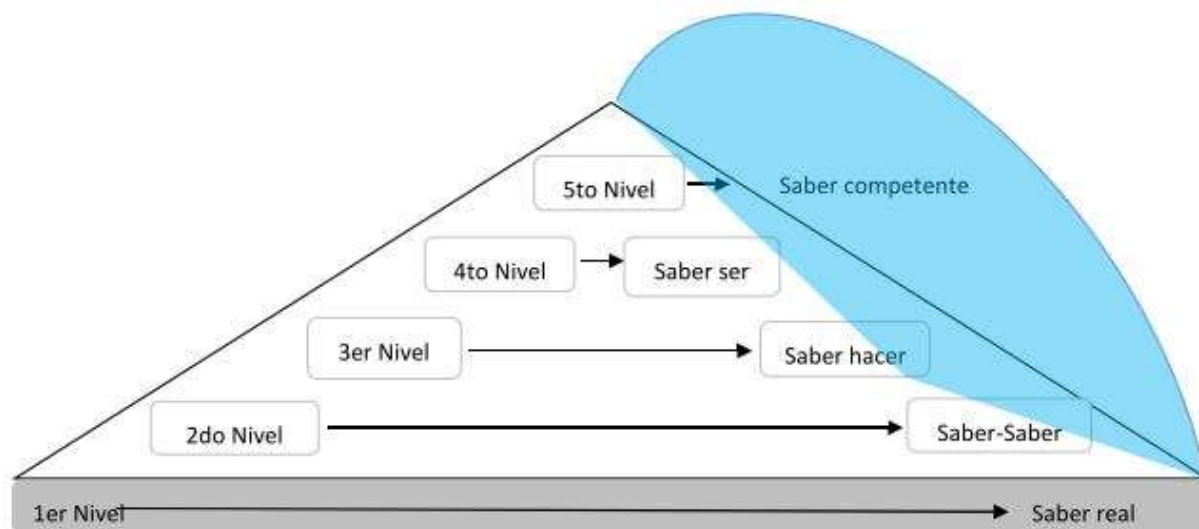 5to Nivel Saber competente
4to Nivel Saber ser
3er Nivel Saber hacer
2do Nivel Saber-Saber
1er Nivel Saber real